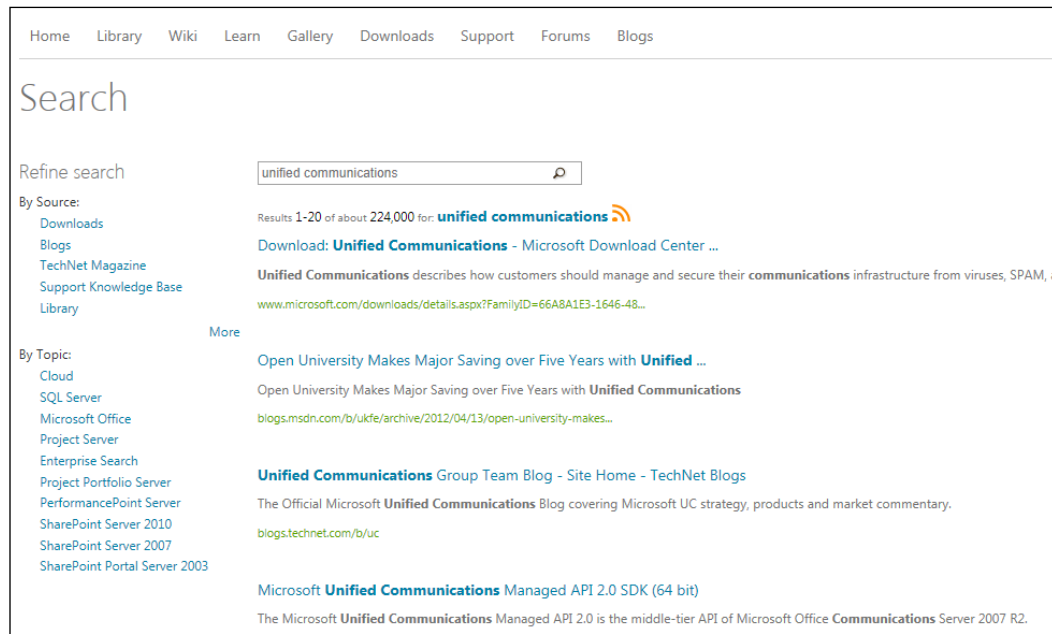 Home Library Wiki Learn Gallery Downloads Support Forums Blogs
Search
Refine search
By Source:
Downloads
Blogs
TechNet Magazine
Support Knowledge Base
Library
More
By Topic:
Cloud
SQL Server
Microsoft Office
Project Server
Enterprise Search
Project Portfolio Server
PerformancePoint Server
SharePoint Server 2010
SharePoint Server 2007
SharePoint Portal Server 2003
unified communications
Results 1-20 of about 224,000 for: unified communications
Download: Unified Communications - Microsoft Download Center ...
Unified Communications describes how customers should manage and secure their communications infrastructure from viruses, SPAM,
www.microsoft.com/downloads/details.aspx?FamilyID=66A8A1E3-1646-48...
Open University Makes Major Saving over Five Years with Unified ...
Open University Makes Major Saving over Five Years with Unified Communications
blogs.msdn.com/b/ukfe/archive/2012/04/13/open-university-makes...
Unified Communications Group Team Blog - Site Home - TechNet Blogs
The Official Microsoft Unified Communications Blog covering Microsoft UC strategy, products and market commentary.
blogs.technet.com/b/uc
Microsoft Unified Communications Managed API 2.0 SDK (64 bit)
The Microsoft Unified Communications Managed API 2.0 is the middle-tier API of Microsoft Office Communications Server 2007 R2.